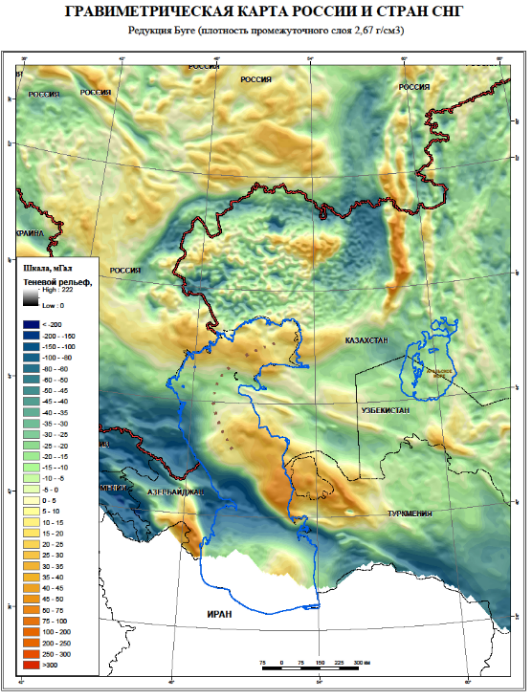 ГРАВИМЕТРИЧЕСКАЯ КАРТА РОССИИ И СТРАН СНГ
Редукция Буге (плотность промежуточного слоя 2,67 г/см3)
РОССИЯ
РОССИЯ
РОССИЯ
РОССИЯ
РОССИЯ
КРАИНА
РОССИЯ
КАЗАХСТАН
УЗБЕКИСТАН
АЗЕРБАЙДЖАН
ТУРКМЕНИЯ
ИРАН
Шкала, мГал
Теневой рельеф,
High : 222
Low : 0
< -200
-200 - -150
-150 - -100
-100 - -80
-80 - -60
-60 - -50
-50 - -45
-45 - -40
-40 - -35
-35 - -30
-30 - -25
-25 - -20
-20 - -15
-15 - -10
-10 - -5
-5 - 0
0 - 5
5 - 10
10 - 15
15 - 20
20 - 25
25 - 30
30 - 35
35 - 40
40 - 45
45 - 50
50 - 75
75 - 100
100 - 200
200 - 250
250 - 300
>300
75 0 75 150 225 300 км